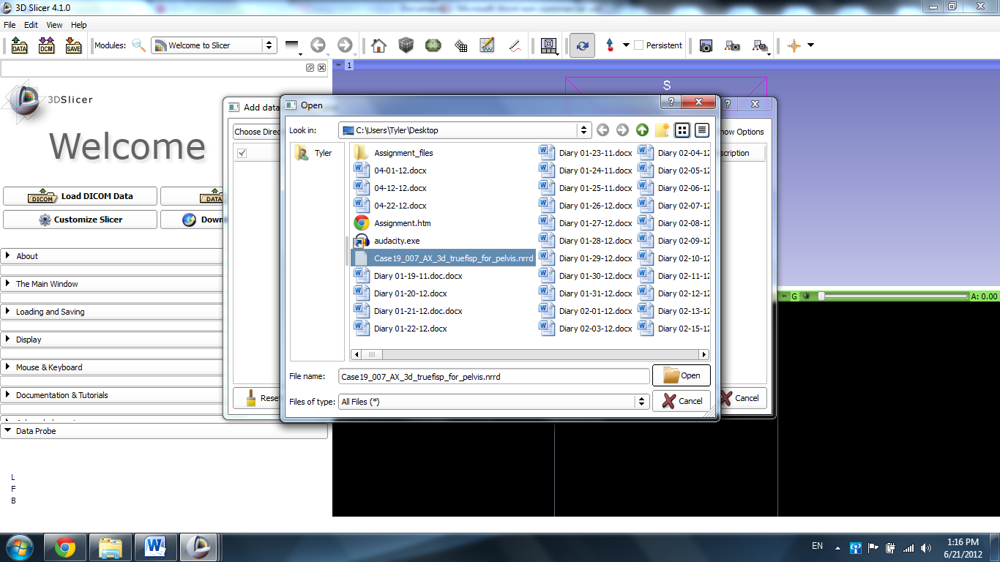 3D Slicer 4.1.0
File Edit View Help
DATA DCM SAVE Modules: Welcome to Slicer Persistent
1
S
3DSlicer
Welcome
DICOM Load DICOM Data DATA
Customize Slicer Down
About
The Main Window
Loading and Saving
Display
Mouse & Keyboard
Documentation & Tutorials
Data Probe
L
F
B
Add data
Choose Direc
how Options
scription
Reset
Cancel
Open
Look in: C:\Users\Tyler\Desktop
Tyler
Assignment_files
04-01-12.docx
04-12-12.docx
04-22-12.docx
Assignment.htm
audacity.exe
Case19_007_AX_3d_truefisp_for_pelvis.nrrd
Diary 01-19-11.doc.docx
Diary 01-20-12.docx
Diary 01-21-12.doc.docx
Diary 01-22-12.docx
Diary 01-23-11.docx
Diary 01-24-11.docx
Diary 01-25-11.docx
Diary 01-26-12.docx
Diary 01-27-12.docx
Diary 01-28-12.docx
Diary 01-29-12.docx
Diary 01-30-12.docx
Diary 01-31-12.docx
Diary 02-01-12.docx
Diary 02-03-12.docx
Diary 02-04-12
Diary 02-05-12
Diary 02-06-12
Diary 02-07-12
Diary 02-08-12
Diary 02-09-12
Diary 02-10-12
Diary 02-11-12
Diary 02-12-12
Diary 02-13-12
Diary 02-15-12
File name: Case19_007_AX_3d_truefisp_for_pelvis.nrrd Open
Files of type: All Files (*) Cancel
G A: 0.00
EN
1:16 PM
6/21/2012